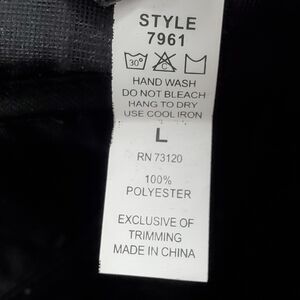 STYLE
7961
30°
C
HAND WASH
DO NOT BLEACH
HANG TO DRY
USE COOL IRON
L
RN 73120
100%
POLYESTER
EXCLUSIVE OF
TRIMMING
MADE IN CHINA